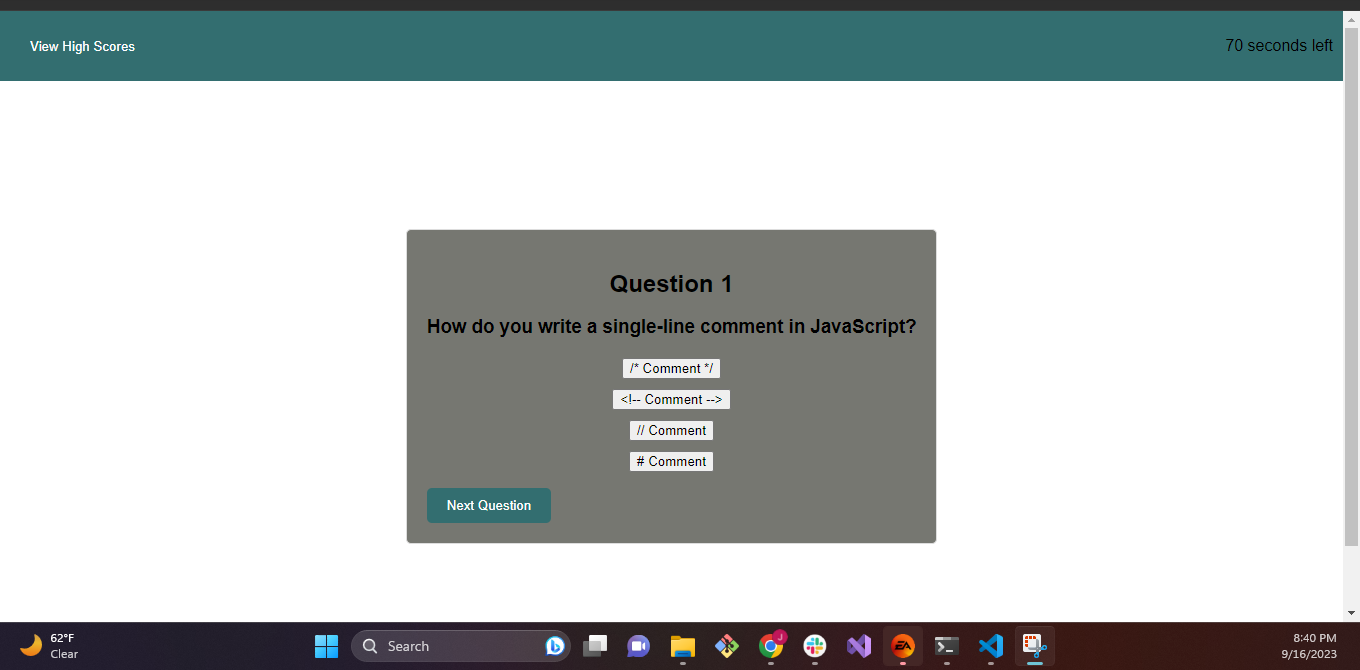 View High Scores
70 seconds left
Question 1
How do you write a single-line comment in JavaScript?
/* Comment */
<!-- Comment -->
// Comment
# Comment
Next Question
62°F
Clear
Search
J
EA
8:40 PM
9/16/2023